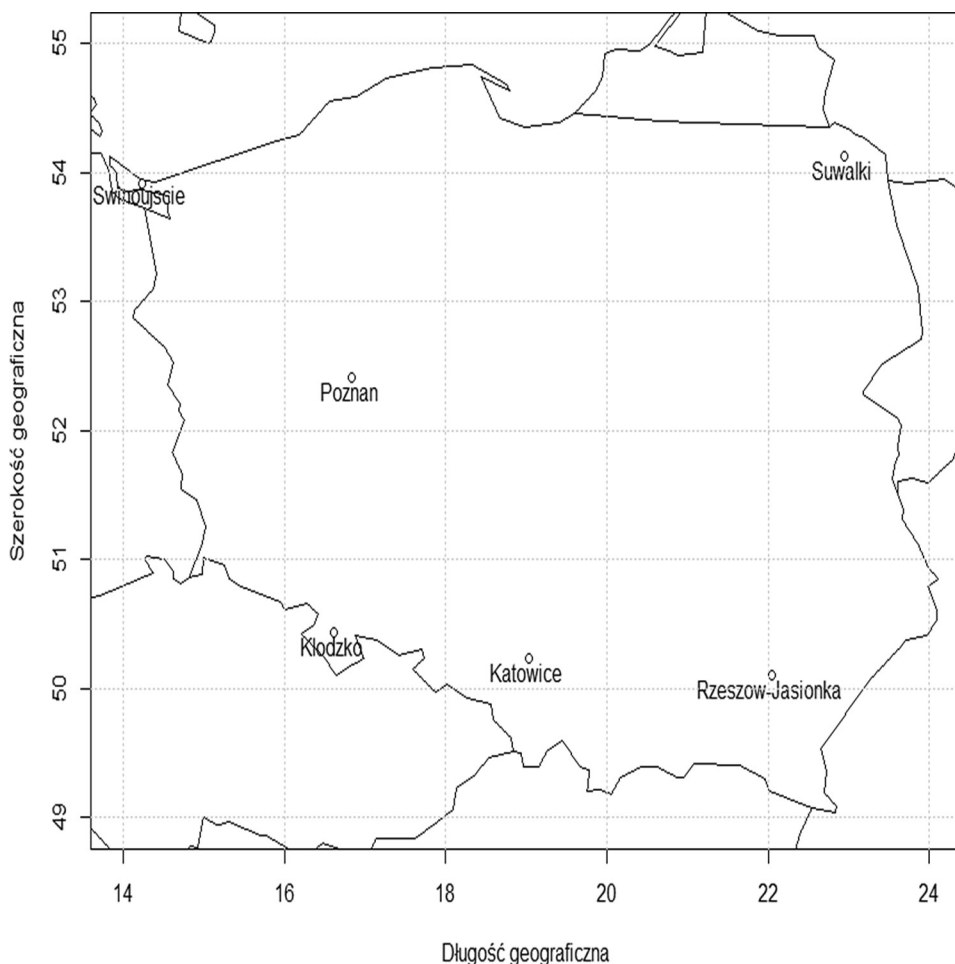 55
54
53
52
51
50
49
Szerokość geograficzna
Swinoujscie
Suwalki
Poznan
Klodzko
Katowice
Rzeszow-Jasionka
14 16 18 20 22 24
Długość geograficzna